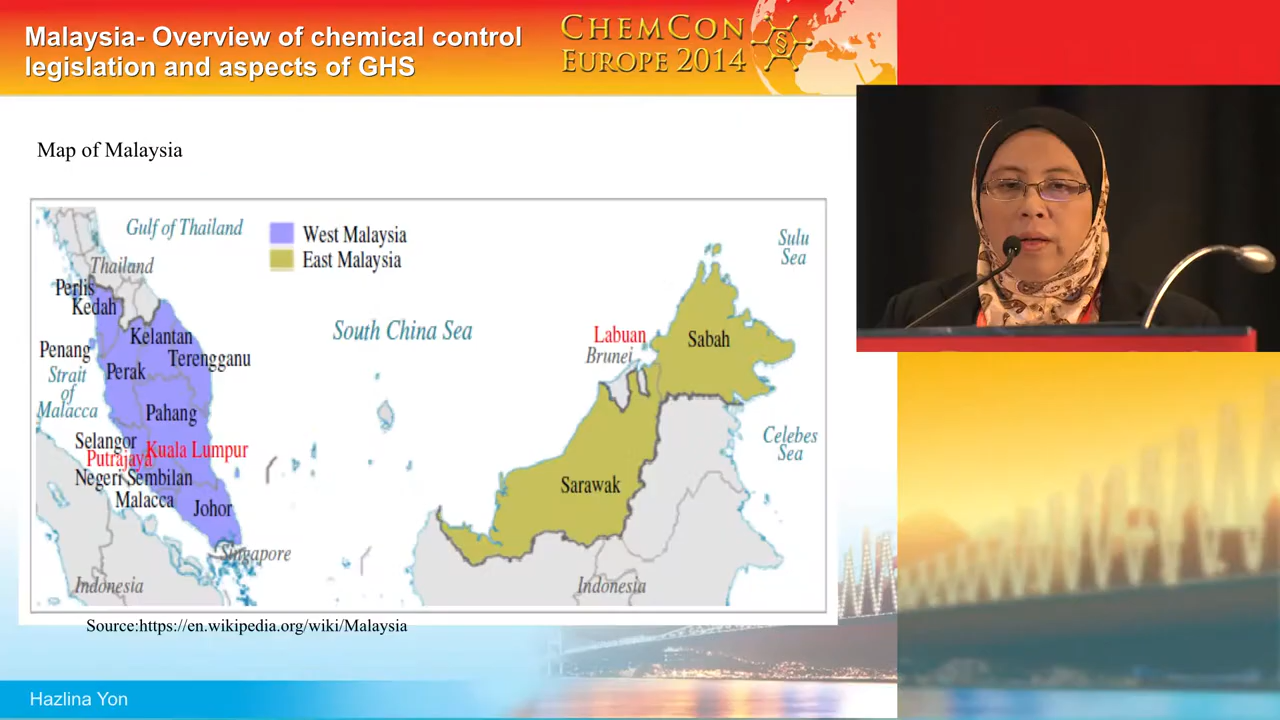 Malaysia- Overview of chemical control
legislation and aspects of GHS
CHEMCON
EUROPE 2014
§
Map of Malaysia
Gulf of Thailand
West Malaysia
East Malaysia
Sulu
Sea
Thailand
Perlis
Kedah
South China Sea
Labuan
Brunei
Sabah
Kelantan
Terengganu
Penang
Perak
Strait
of
Malacca
Pahang
Selangor
Kuala Lumpur
Putrajaya
Negeri Sembilan
Malacca
Johor
Celebes
Sea
Sarawak
Singapore
Indonesia
Indonesia
Source:https://en.wikipedia.org/wiki/Malaysia
Hazlina Yon